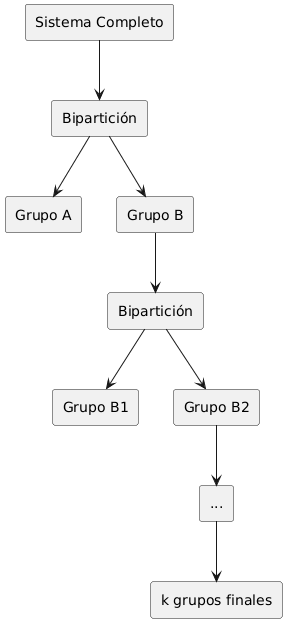 Sistema Completo
Bipartición
Grupo A
Grupo B
Bipartición
Grupo B1
Grupo B2
...
k grupos finales